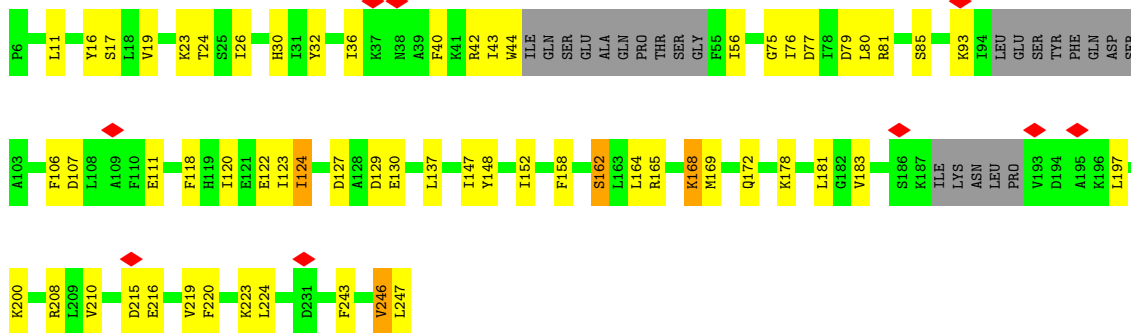 P6 L11 Y16 S17 L18 V19 K23 T24 S25 I26 H30 I31 Y32 I36 K37 N38 A39 F40 K41 R42 I43 W44 ILE GLN SER GLU ALA GLN PRO THR SER GLY F55 I56 G75 I76 D77 I78 D79 L80 R81 S85 K93 I94 LEU GLU SER TYR PHE GLN ASP SER
A103 F106 D107 L108 A109 F110 E111 F118 H119 I120 E121 E122 I123 I124 D127 A128 D129 E130 L137 I147 Y148 I152 F158 S162 L163 L164 R165 K168 M169 Q172 K178 L181 G182 V183 S186 K187 ILE LYS ASN LEU PRO V193 D194 A195 K196 L197
K200 R208 L209 V210 D215 E216 V219 F220 K223 L224 D231 F243 V246 L247